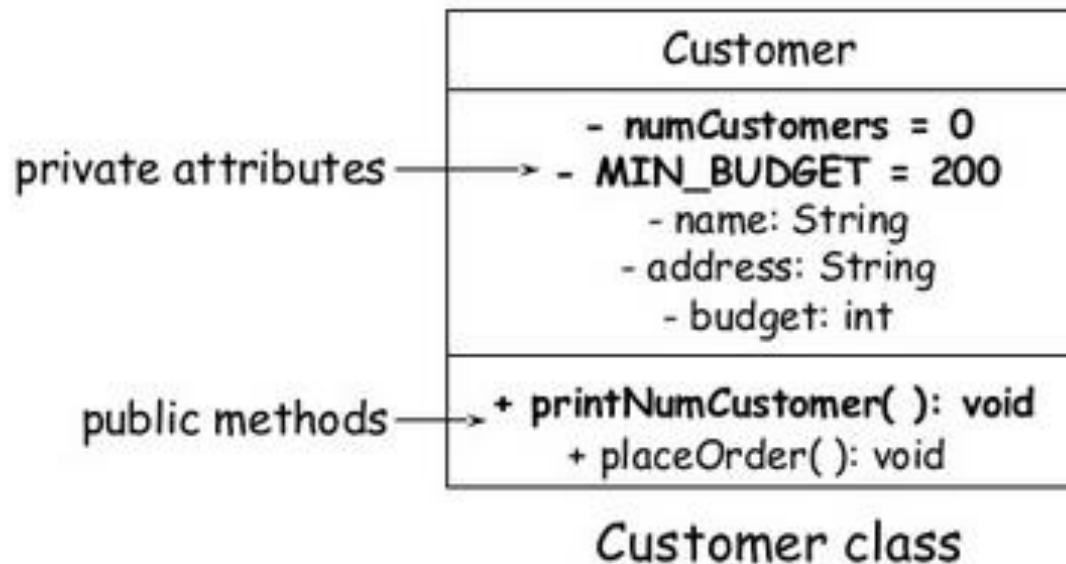 Customer
- numCustomers = 0
private attributes
- MIN_BUDGET = 200
- name: String
- address: String
- budget: int
public methods
+ printNumCustomer( ): void
+ placeOrder( ): void
Customer class